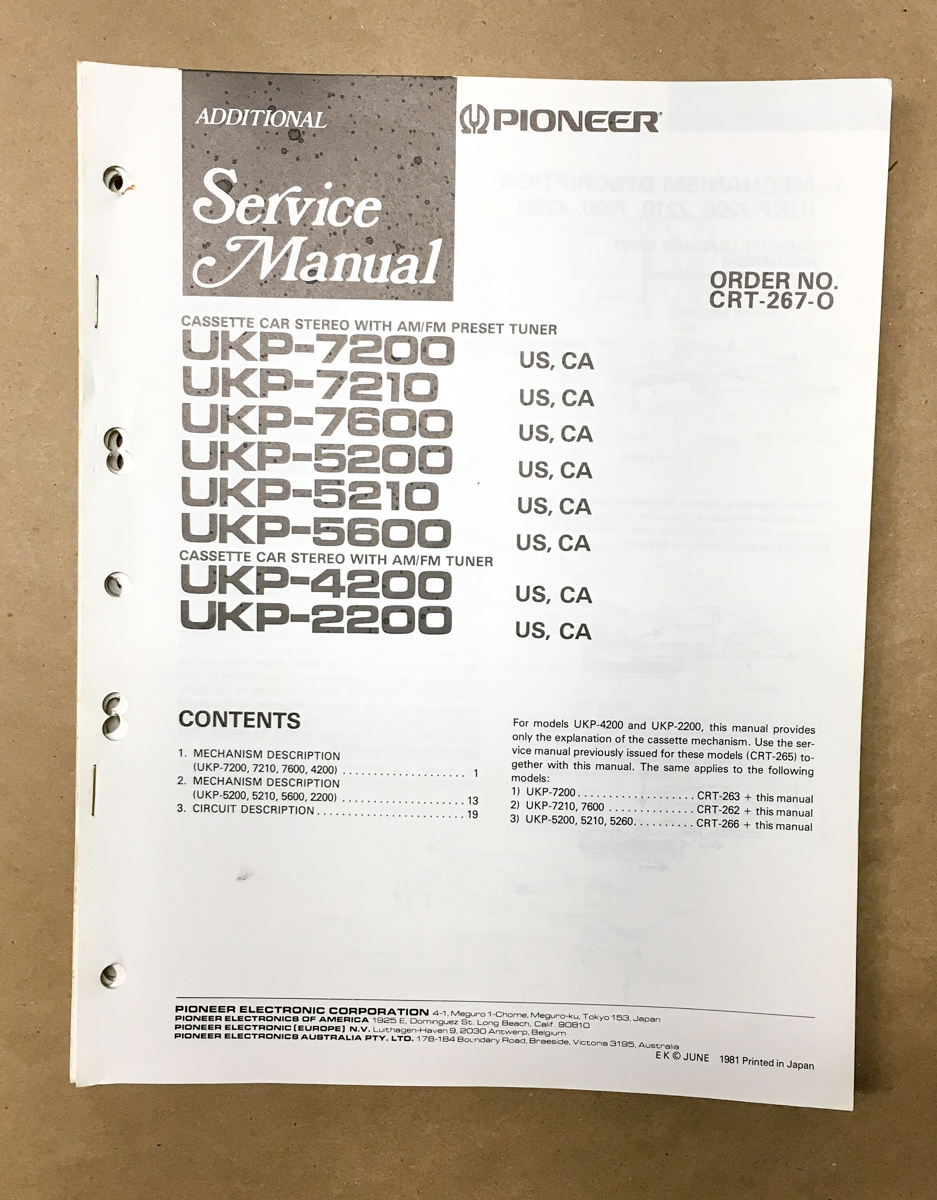 ADDITIONAL
Service
Manual
PIONEER
ORDER NO.
CRT-267-O
CASSETTE CAR STEREO WITH AM/FM PRESET TUNER
UKP-7200 US, CA
UKP-7210 US, CA
UKP-7600 US, CA
UKP-5200 US, CA
UKP-5210 US, CA
UKP-5600 US, CA
CASSETTE CAR STEREO WITH AM/FM TUNER
UKP-4200 US, CA
UKP-2200 US, CA
CONTENTS
1. MECHANISM DESCRIPTION
(UKP-7200, 7210, 7600, 4200) . . . . . . . . . . . . . . . . . . . . . . 1
2. MECHANISM DESCRIPTION
(UKP-5200, 5210, 5600, 2200) . . . . . . . . . . . . . . . . . . . . . 13
3. CIRCUIT DESCRIPTION . . . . . . . . . . . . . . . . . . . . . . . . . 19
For models UKP-4200 and UKP-2200, this manual provides
only the explanation of the cassette mechanism. Use the ser-
vice manual previously issued for these models (CRT-265) to-
gether with this manual. The same applies to the following
models:
1) UKP-7200 . . . . . . . . . . . . . . . . . . . CRT-263 + this manual
2) UKP-7210, 7600 . . . . . . . . . . . . . . CRT-262 + this manual
3) UKP-5200, 5210, 5260 . . . . . . . . . . CRT-266 + this manual
PIONEER ELECTRONIC CORPORATION 4-1, Meguro 1-Chome, Meguro-ku, Tokyo 153, Japan
PIONEER ELECTRONICS OF AMERICA 1925 E. Dominguez St. Long Beach, Calif. 90810
PIONEER ELECTRONIC [EUROPE] N.V. Luithagen-Haven 9, 2030 Antwerp, Belgium
PIONEER ELECTRONICS AUSTRALIA PTY. LTD. 178-184 Boundary Road, Braeside, Victoria 3195, Australia
EK © JUNE 1981 Printed in Japan